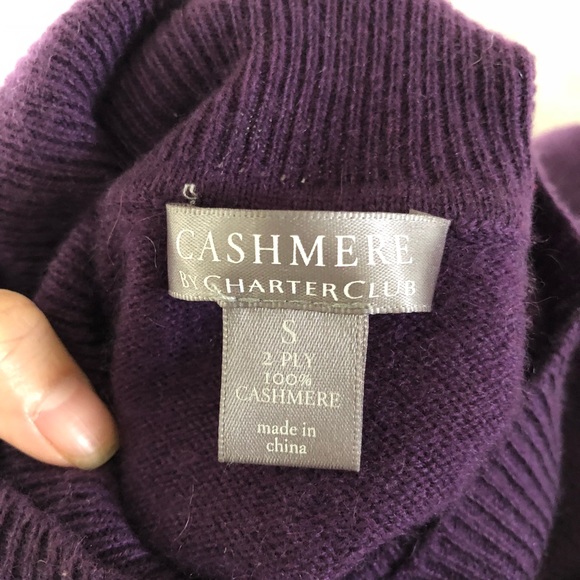 CASHMERE
BY CHARTER CLUB
S
2 PLY
100%
CASHMERE
made in
china